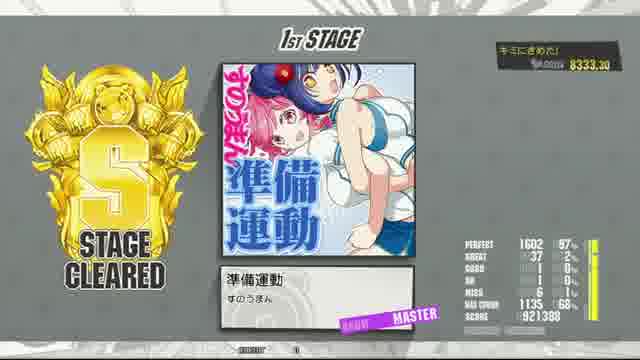 1ST STAGE
キミにきめた!
8333.30
すのうまん
準備
運動
S
STAGE
CLEARED
準備運動
すのうまん
MASTER
PERFECT 1602 97%
GREAT 37 2%
GOOD 1 0%
1 0%
MISS 6 1%
MAX COMBO 1135 68%
SCORE 921388